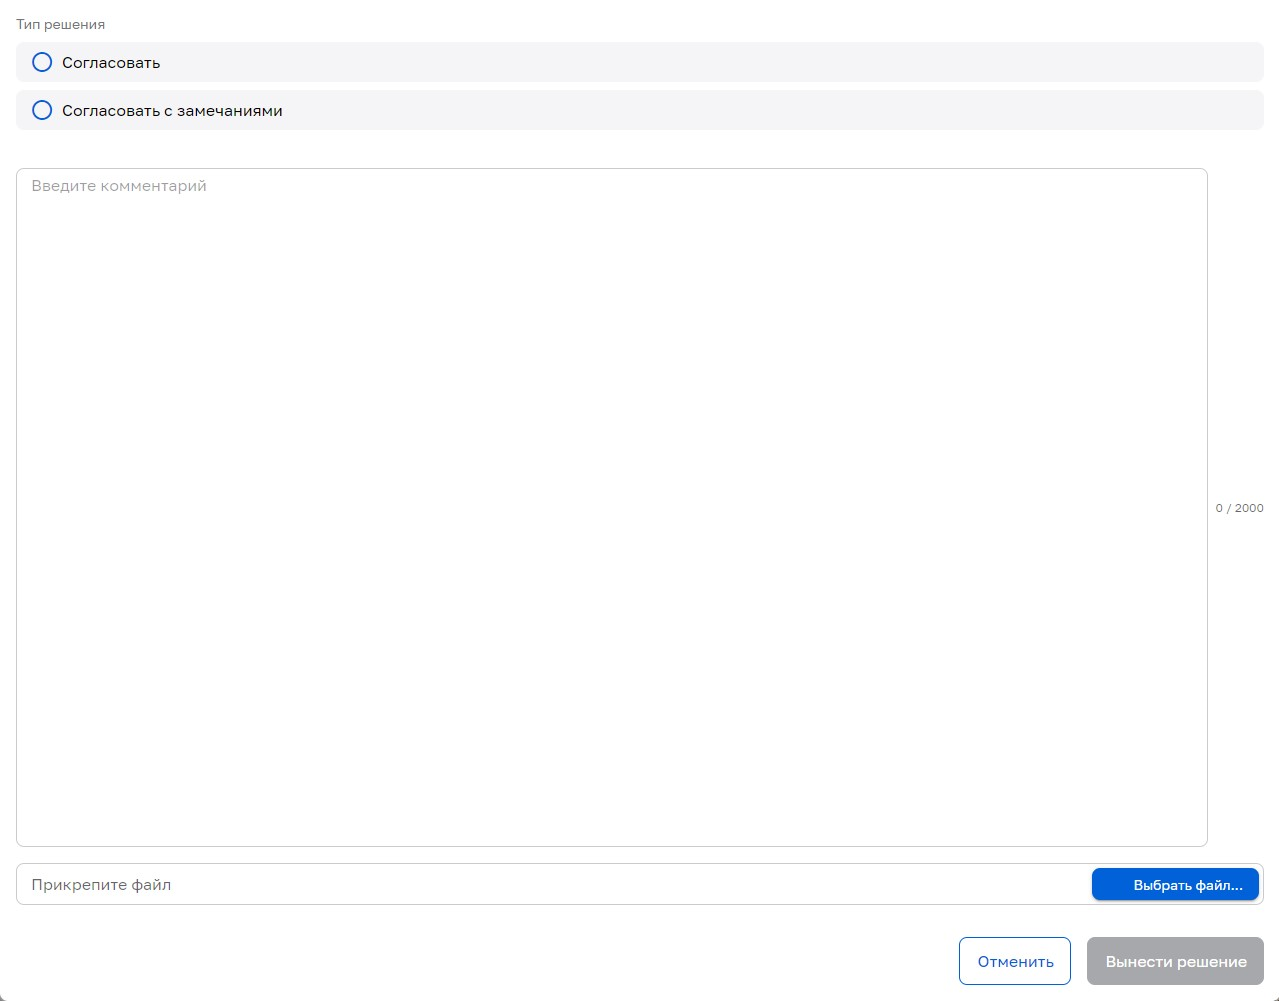 Тип решения
Согласовать
Согласовать с замечаниями
Введите комментарий
0 / 2000
Прикрепите файл
Выбрать файл...
Отменить
Вынести решение